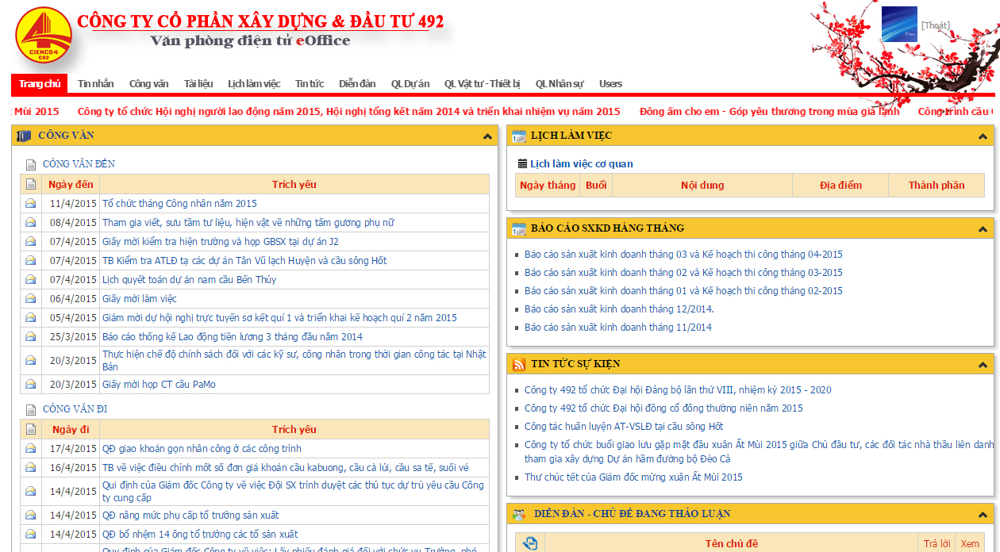 CIENCO4
C92
CÔNG TY CỔ PHẦN XÂY DỰNG & ĐẦU TƯ 492
Văn phòng điện tử eOffice
[Thoát]
Trang chủ Tin nhắn Công văn Tài liệu Lịch làm việc Tin tức Diễn đàn QL Dự án QL Vật tư - Thiết bị QL Nhân sự Users
Mùi 2015 Công ty tổ chức Hội nghị người lao động năm 2015, Hội nghị tổng kết năm 2014 và triển khai nhiệm vụ năm 2015 Đông ấm cho em - Góp yêu thương trong mùa giá lạnh Công trình cầu
CÔNG VĂN
CÔNG VĂN ĐẾN
Ngày đến Trích yếu
11/4/2015 Tổ chức tháng Công nhân năm 2015
08/4/2015 Tham gia viết, sưu tầm tư liệu, hiện vật về những tấm gương phụ nữ
07/4/2015 Giấy mời kiểm tra hiện trường và họp GBSX tại dự án J2
07/4/2015 TB Kiểm tra ATLĐ tạ các dự án Tân Vũ lạch Huyện và cầu sông Hốt
07/4/2015 Lịch quyết toán dự án nam cầu Bến Thủy
06/4/2015 Giấy mời làm việc
05/4/2015 Giám mời dự hội nghị trực tuyến sơ kết quí 1 và triển khai kế hoạch quí 2 năm 2015
25/3/2015 Báo cáo thống kế Lao động tiền lương 3 tháng đầu năm 2014
20/3/2015 Thực hiện chế độ chính sách đối với các kỹ sư, công nhân trong thời gian công tác tại Nhật
Bản
20/3/2015 Giấy mời họp CT cầu PaMo
CÔNG VĂN ĐI
Ngày đi Trích yếu
17/4/2015 QĐ giao khoán gọn nhân công ở các công trình
16/4/2015 TB về việc điều chỉnh một số đơn giá khoán cầu kabuong, cầu cà lúi, cầu sa tế, suối vé
14/4/2015 Qui định của Giám đốc Công ty về việc Đội SX trình duyệt các thủ tục dự trù yêu cầu Công
ty cung cấp
14/4/2015 QĐ nâng mức phụ cấp tổ trưởng sản xuất
14/4/2015 QĐ bổ nhệm 14 ông tổ trưởng các tổ sản xuất
Quy định của Giám đốc Công ty về việc: Lấy phiếu đánh giá đối với chức vụ Trưởng, phó
LỊCH LÀM VIỆC
Lịch làm việc cơ quan
Ngày tháng Buổi Nội dung Địa điểm Thành phần
BÁO CÁO SXKD HÀNG THÁNG
Báo cáo sản xuất kinh doanh tháng 03 và Kế hoạch thi công tháng 04-2015
Báo cáo sản xuất kinh doanh tháng 02 và Kế hoạch thi công tháng 03-2015
Báo cáo sản xuất kinh doanh tháng 01 và Kế hoạch thi công tháng 02-2015
Báo cáo sản xuất kinh doanh tháng 12/2014.
Báo cáo sản xuất kinh doanh tháng 11/2014
TIN TỨC SỰ KIỆN
Công ty 492 tổ chức Đại hội Đảng bộ lần thứ VIII, nhiệm kỳ 2015 - 2020
Công ty 492 tổ chức Đại hội đồng cổ đông thường niên năm 2015
Công tác huấn luyện AT-VSLĐ tại cầu sông Hốt
Công ty tổ chức buổi giao lưu gặp mặt đầu xuân Ất Mùi 2015 giữa Chủ đầu tư, các đối tác nhà thầu liên danh
tham gia xây dựng Dự án hầm đường bộ Đèo Cả
Thư chúc tết của Giám đốc mừng xuân Ất Mùi 2015
DIỄN ĐÀN - CHỦ ĐỀ ĐANG THẢO LUẬN
Tên chủ đề Trả lời Xem